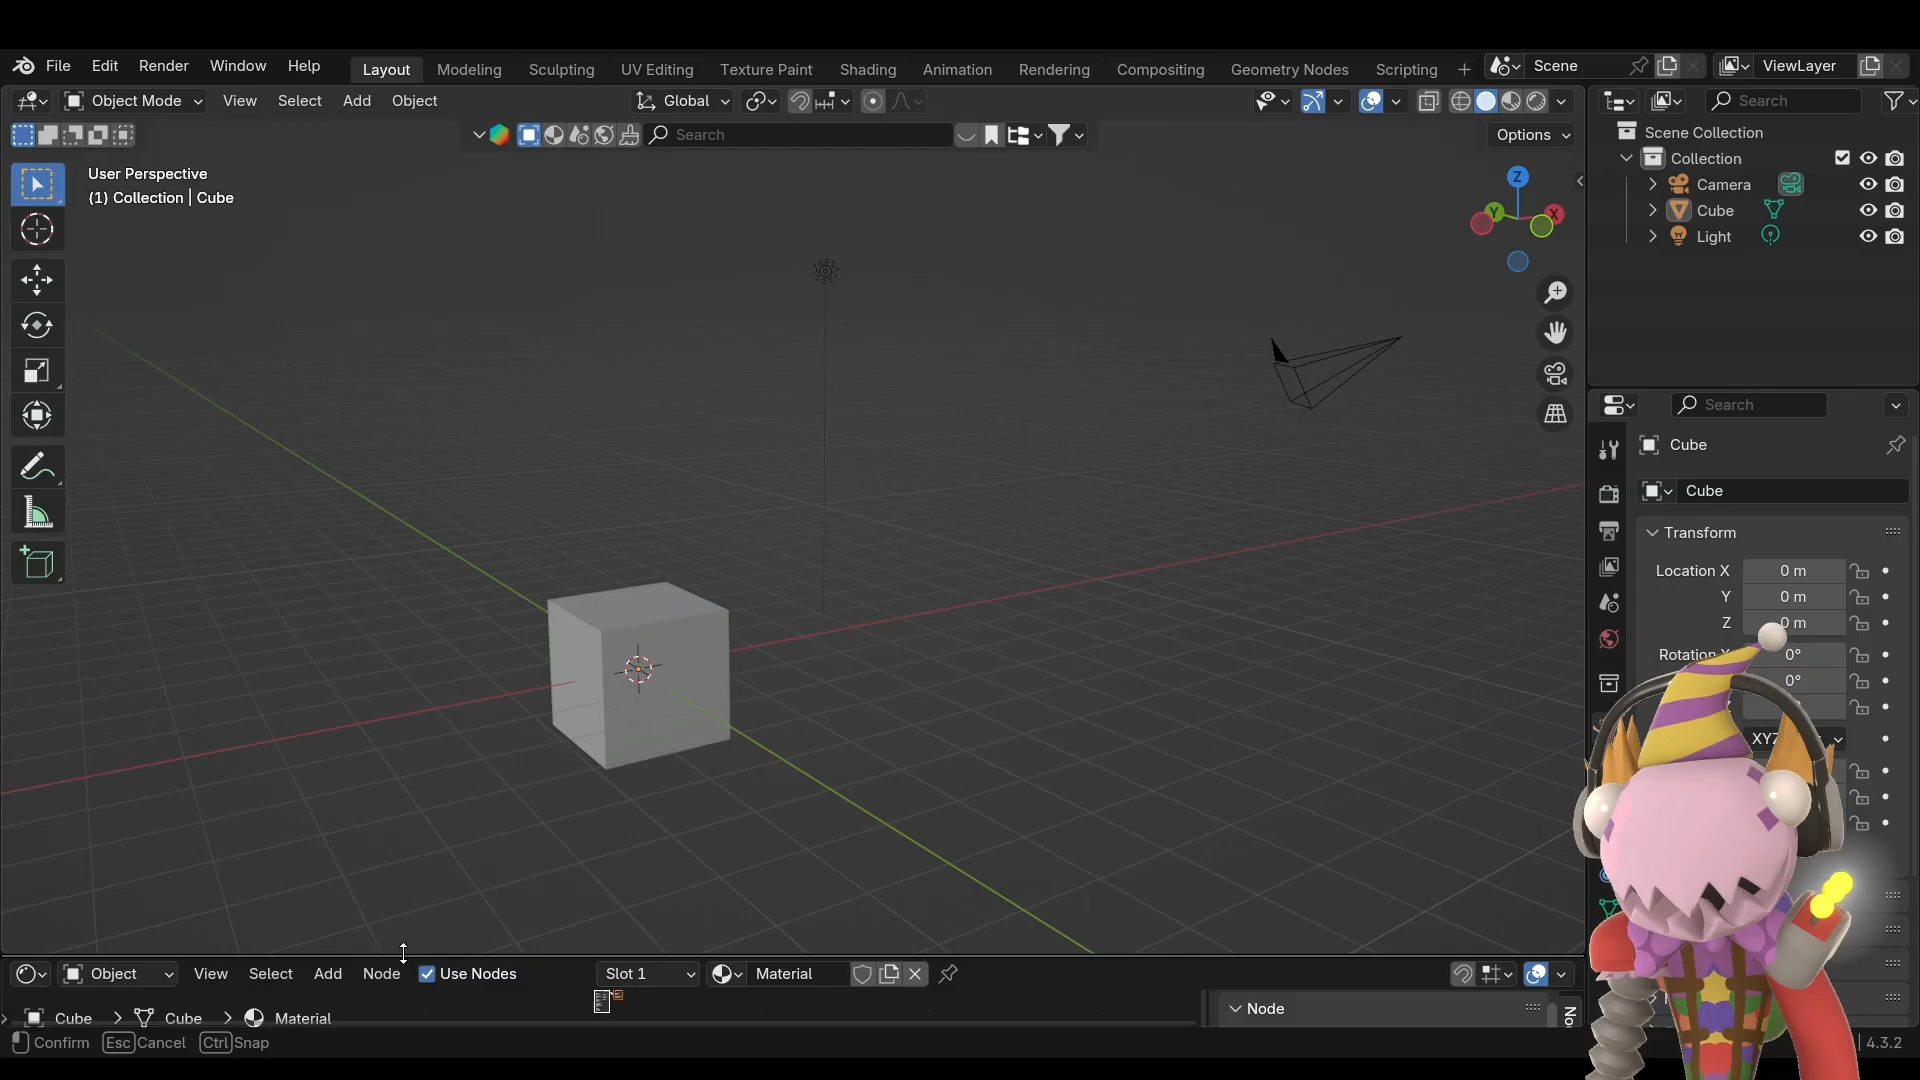 File Edit Render Window Help Layout Modeling Sculpting UV Editing Texture Paint Shading Animation Rendering Compositing Geometry Nodes Scripting + Scene ViewLayer
Object Mode View Select Add Object Global Search
Search Options
User Perspective
(1) Collection | Cube
Z
Y X
Scene Collection
Collection
Camera
Cube
Light
Search
Cube
Cube
Transform
Location X 0 m
Y 0 m
Z 0 m
Rotation X 0°
0°
XYZ
Object View Select Add Node Use Nodes Slot 1 Material
Node
Cube > Cube > Material
Confirm Esc Cancel Ctrl Snap 4.3.2